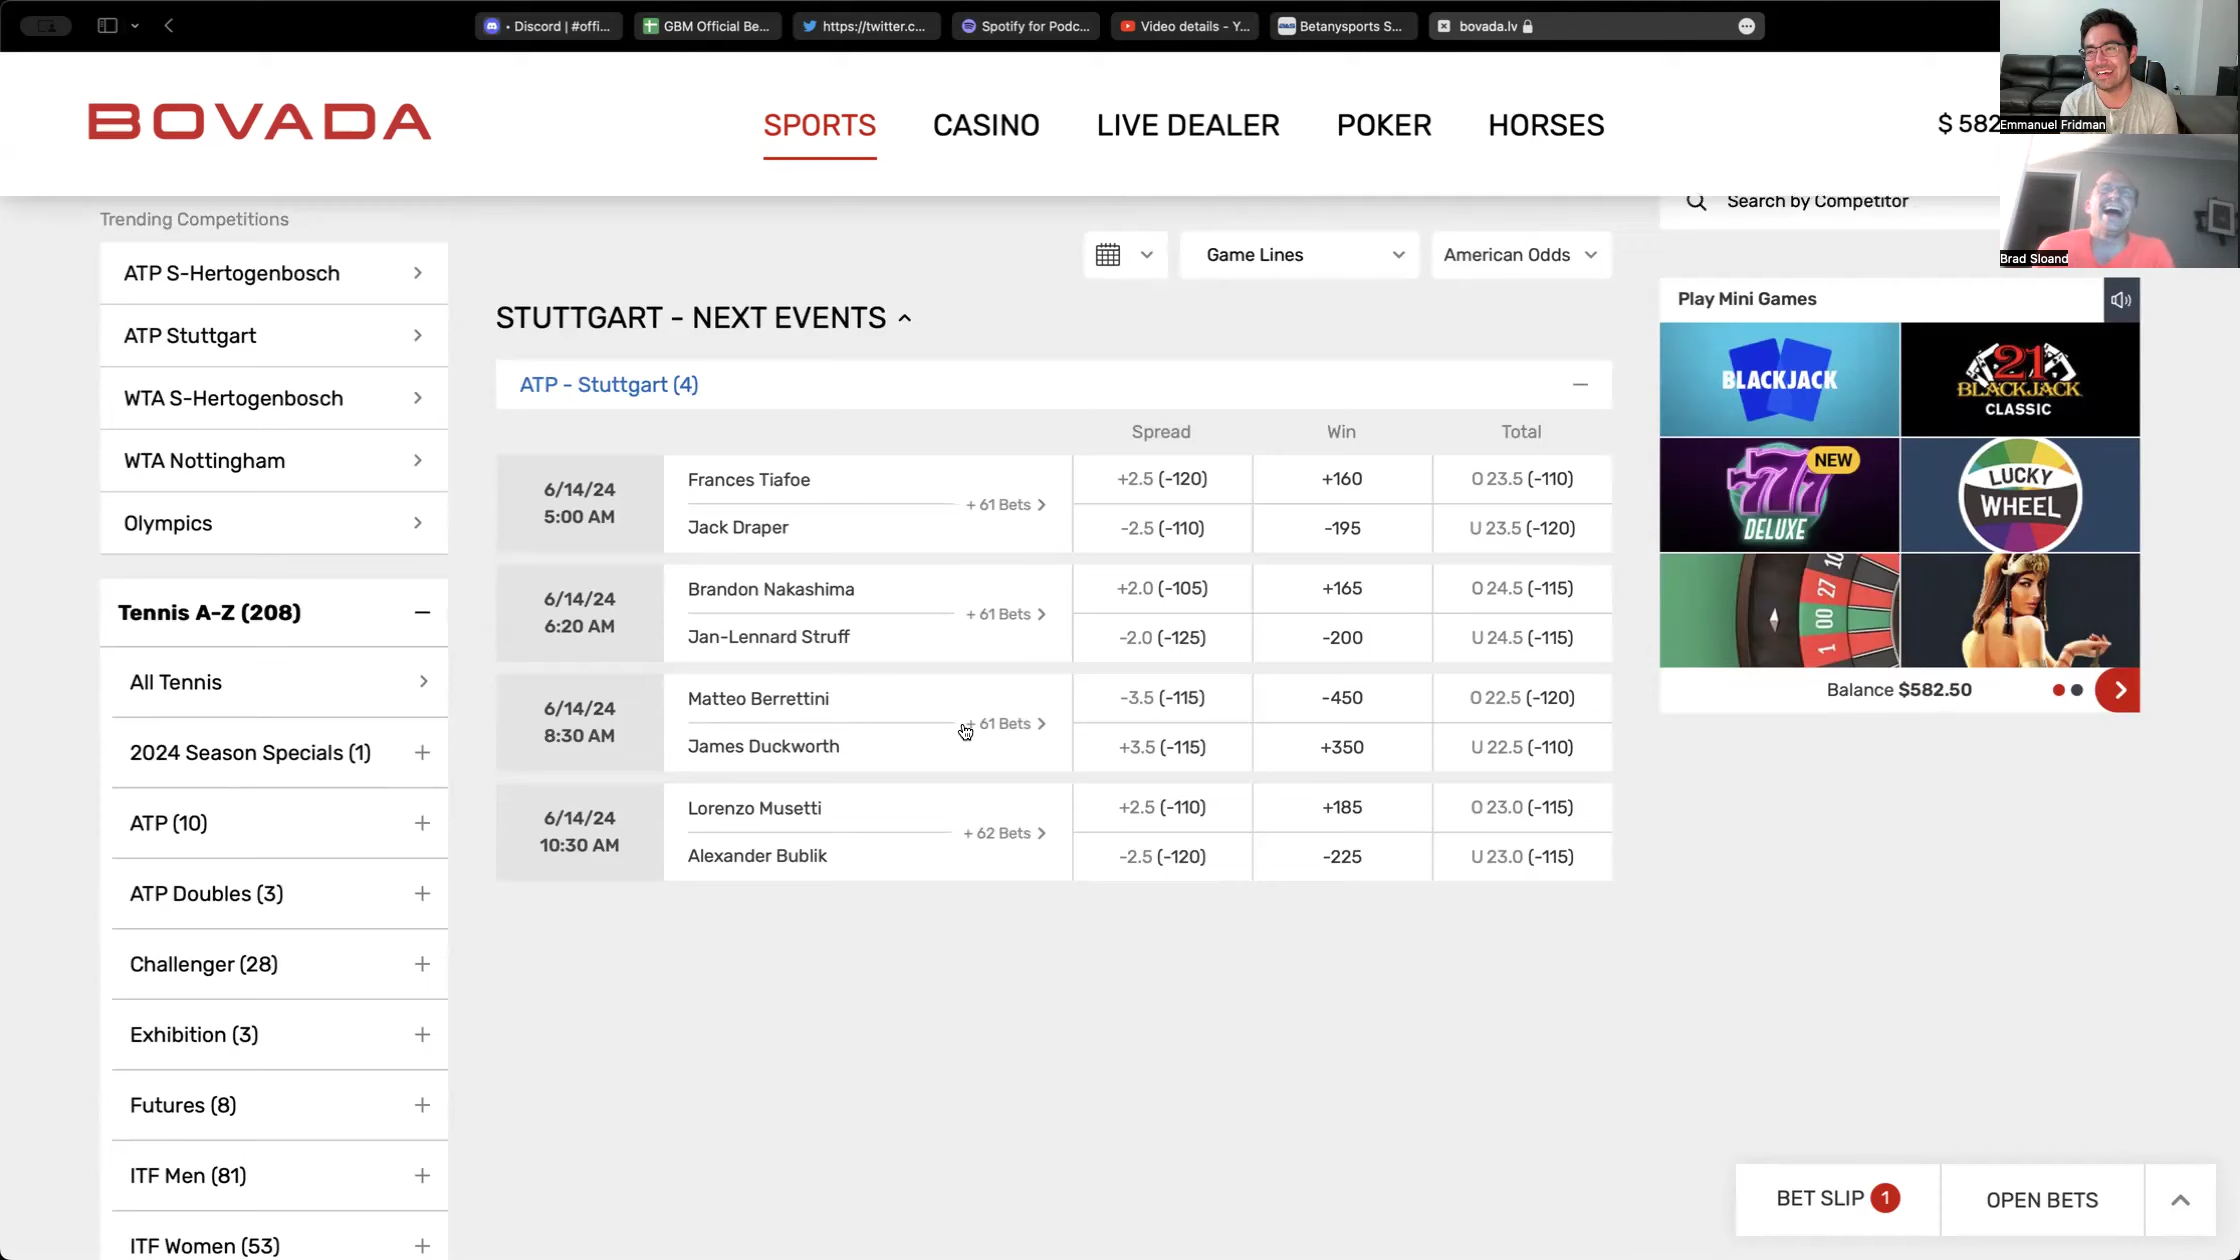 • Discord | #offi...
GBM Official Be...
https://twitter.c...
Spotify for Podc...
Video details - Y...
Betanysports S...
bovada.lv
BOVADA
SPORTS
CASINO
LIVE DEALER
POKER
HORSES
$ 582
Emmanuel Fridman
Brad Sloand
Trending Competitions
ATP S-Hertogenbosch
ATP Stuttgart
WTA S-Hertogenbosch
WTA Nottingham
Olympics
Tennis A-Z (208)
All Tennis
2024 Season Specials (1)
ATP (10)
ATP Doubles (3)
Challenger (28)
Exhibition (3)
Futures (8)
ITF Men (81)
ITF Women (53)
Game Lines
American Odds
STUTTGART - NEXT EVENTS
ATP - Stuttgart (4)
Spread Win Total
6/14/24
5:00 AM
Frances Tiafoe
+ 61 Bets
Jack Draper
+2.5 (-120) +160 O 23.5 (-110)
-2.5 (-110) -195 U 23.5 (-120)
6/14/24
6:20 AM
Brandon Nakashima
+ 61 Bets
Jan-Lennard Struff
+2.0 (-105) +165 O 24.5 (-115)
-2.0 (-125) -200 U 24.5 (-115)
6/14/24
8:30 AM
Matteo Berrettini
+ 61 Bets
James Duckworth
-3.5 (-115) -450 O 22.5 (-120)
+3.5 (-115) +350 U 22.5 (-110)
6/14/24
10:30 AM
Lorenzo Musetti
+ 62 Bets
Alexander Bublik
+2.5 (-110) +185 O 23.0 (-115)
-2.5 (-120) -225 U 23.0 (-115)
Search by Competitor
Play Mini Games
BLACKJACK
21
BLACKJACK
CLASSIC
NEW
777
DELUXE
LUCKY
WHEEL
10
27
00
1
Balance $582.50
BET SLIP 1
OPEN BETS